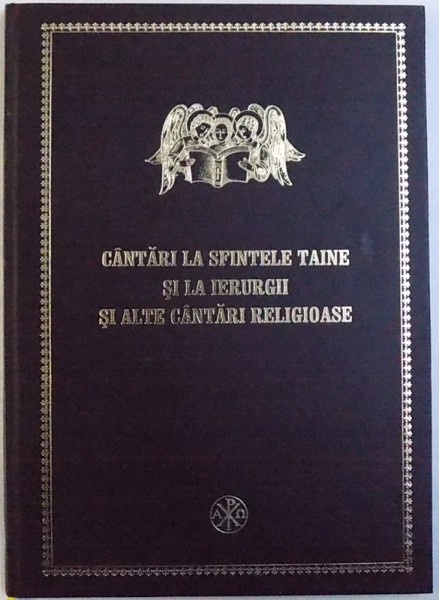 CÂNTĂRI LA SFINTELE TAINE
ŞI LA IERURGII
ŞI ALTE CÂNTĂRI RELIGIOASE
Α Ρ Ω